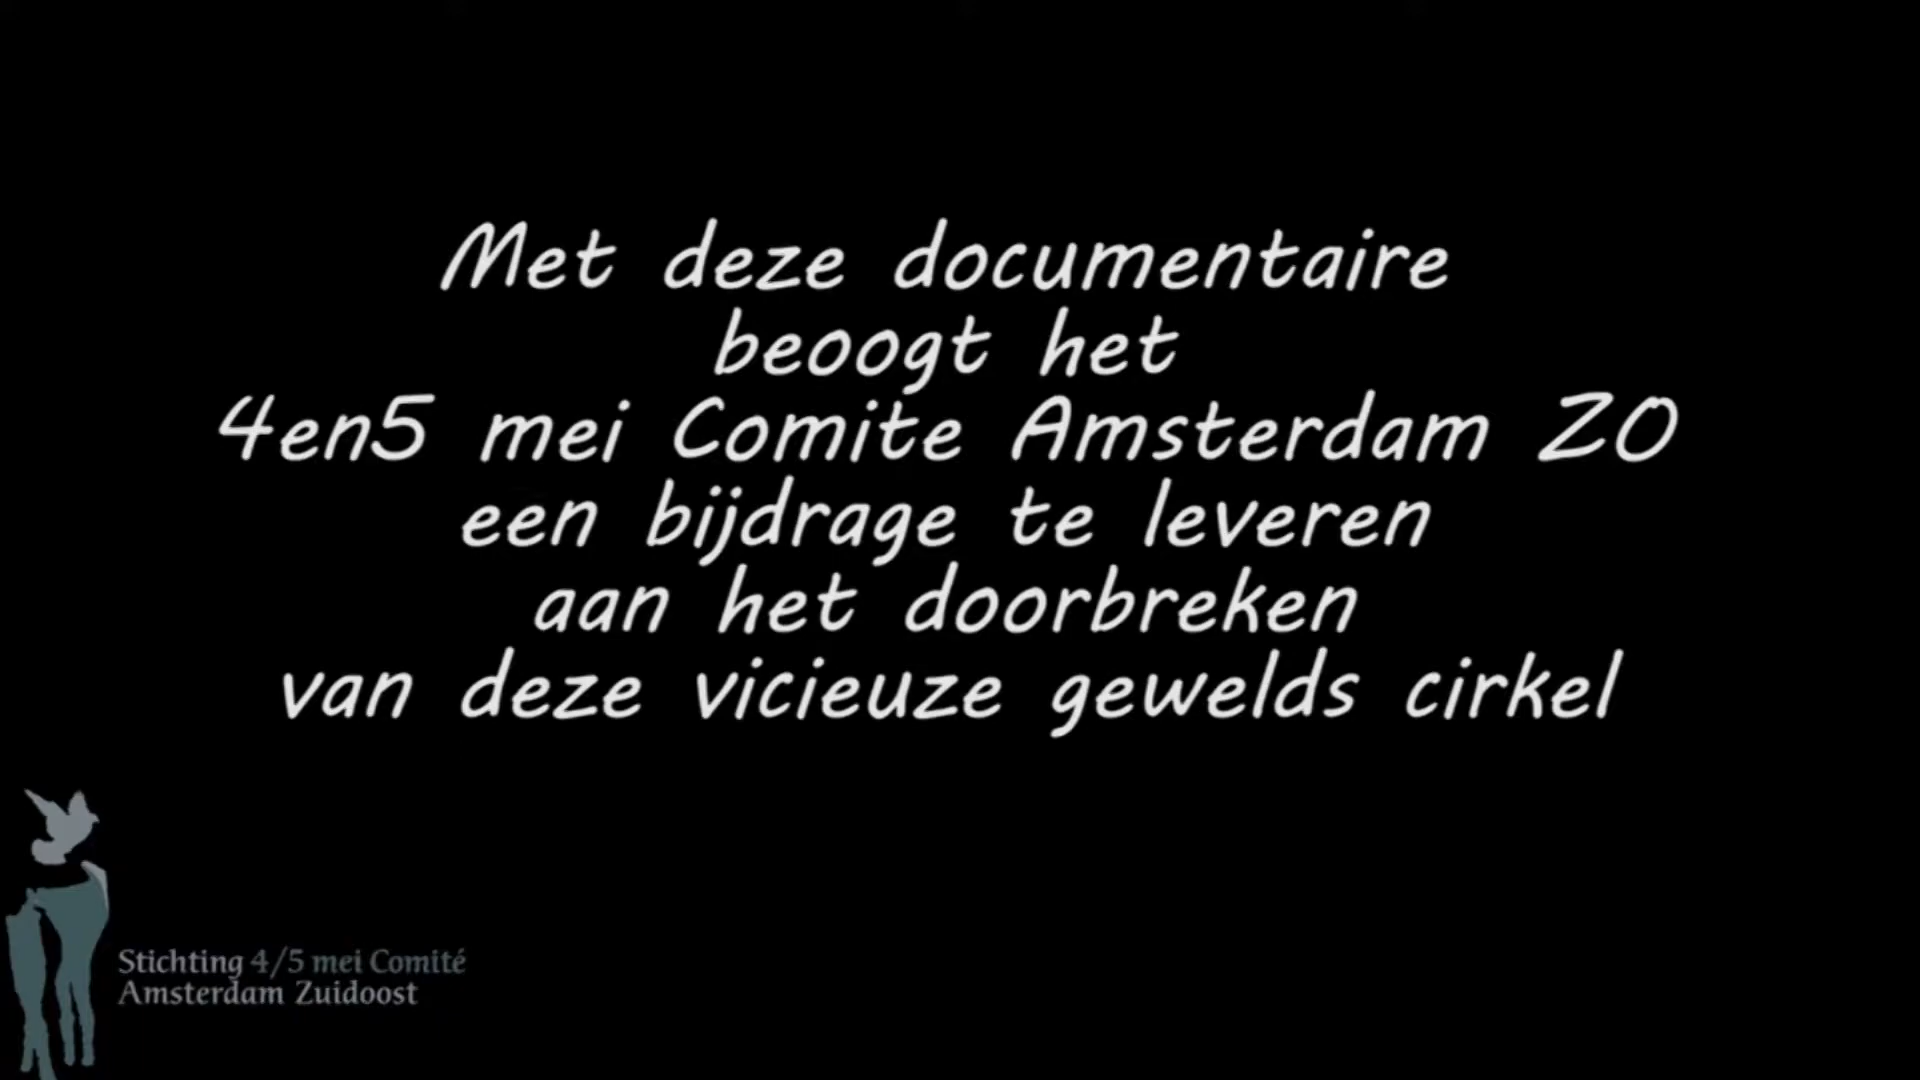 Met deze documentaire
beoogt het
4en5 mei Comite Amsterdam ZO
een bijdrage te leveren
aan het doorbreken
van deze vicieuze gewelds cirkel
Stichting 4/5 mei Comité
Amsterdam Zuidoost